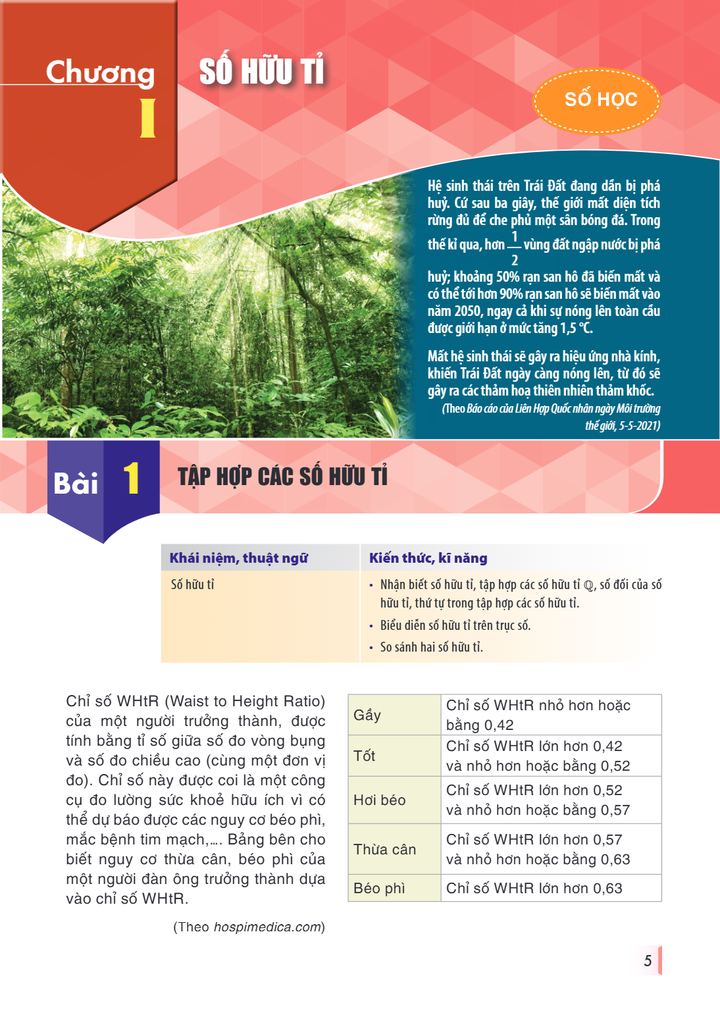 Chương
I
SỐ HỮU TỈ
SỐ HỌC
Hệ sinh thái trên Trái Đất đang dần bị phá
huỷ. Cứ sau ba giây, thế giới mất diện tích
rừng đủ để che phủ một sân bóng đá. Trong
thế kỉ qua, hơn 1/2 vùng đất ngập nước bị phá
huỷ; khoảng 50% rạn san hô đã biến mất và
có thể tới hơn 90% rạn san hô sẽ biến mất vào
năm 2050, ngay cả khi sự nóng lên toàn cầu
được giới hạn ở mức tăng 1,5 °C.
Mất hệ sinh thái sẽ gây ra hiệu ứng nhà kính,
khiến Trái Đất ngày càng nóng lên, từ đó sẽ
gây ra các thảm hoạ thiên nhiên thảm khốc.
(Theo Báo cáo của Liên Hợp Quốc nhân ngày Môi trường
thế giới, 5-5-2021)
Bài 1
TẬP HỢP CÁC SỐ HỮU TỈ
Khái niệm, thuật ngữ
Số hữu tỉ
Kiến thức, kĩ năng
• Nhận biết số hữu tỉ, tập hợp các số hữu tỉ ℚ, số đối của số
hữu tỉ, thứ tự trong tập hợp các số hữu tỉ.
• Biểu diễn số hữu tỉ trên trục số.
• So sánh hai số hữu tỉ.
Chỉ số WHtR (Waist to Height Ratio)
của một người trưởng thành, được
tính bằng tỉ số giữa số đo vòng bụng
và số đo chiều cao (cùng một đơn vị
đo). Chỉ số này được coi là một công
cụ đo lường sức khoẻ hữu ích vì có
thể dự báo được các nguy cơ béo phì,
mắc bệnh tim mạch,.... Bảng bên cho
biết nguy cơ thừa cân, béo phì của
một người đàn ông trưởng thành dựa
vào chỉ số WHtR.
(Theo hospimedica.com)
Gầy
Chỉ số WHtR nhỏ hơn hoặc
bằng 0,42
Tốt
Chỉ số WHtR lớn hơn 0,42
và nhỏ hơn hoặc bằng 0,52
Hơi béo
Chỉ số WHtR lớn hơn 0,52
và nhỏ hơn hoặc bằng 0,57
Thừa cân
Chỉ số WHtR lớn hơn 0,57
và nhỏ hơn hoặc bằng 0,63
Béo phì
Chỉ số WHtR lớn hơn 0,63
5